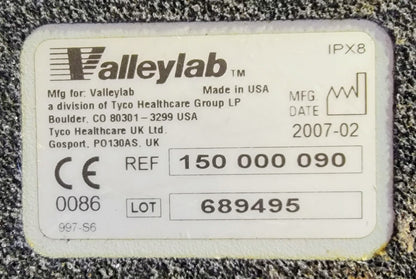 Valleylab™ IPX8
Mfg for: Valleylab Made in USA
a division of Tyco Healthcare Group LP
Boulder, CO 80301-3299 USA
Tyco Healthcare UK Ltd.
Gosport, PO130AS, UK
MFG.
DATE
2007-02
CE REF 150 000 090
0086 LOT 689495
997-S6